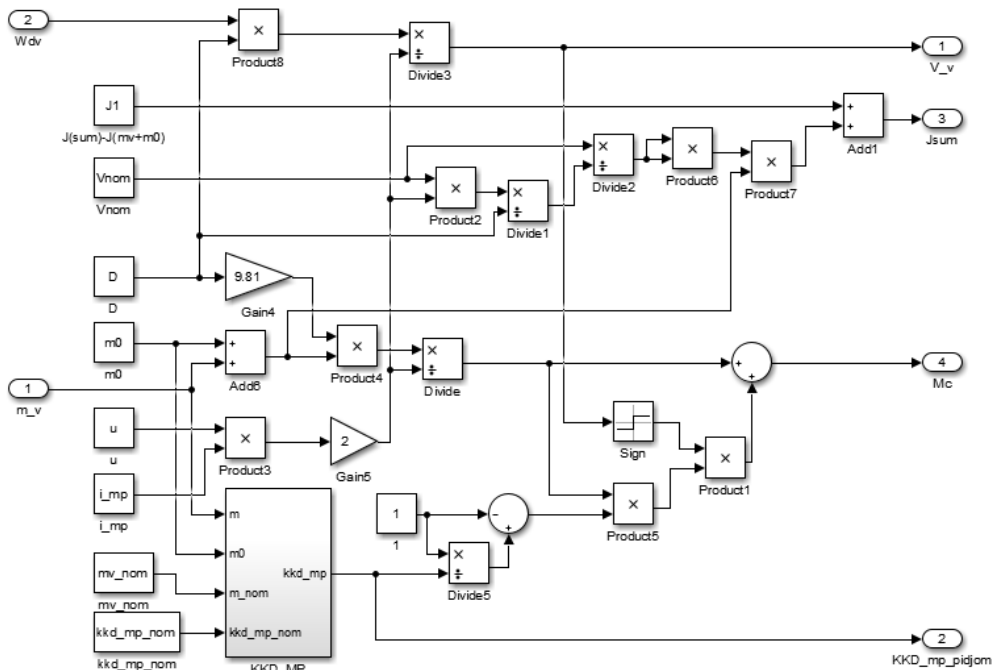 2
Wdv
×
Product8
×
÷
Divide3
1
V_v
J1
J(sum)-J(mv+m0)
+
+
Add1
3
Jsum
Vnom
Vnom
×
Product2
×
÷
Divide1
×
÷
Divide2
×
Product6
×
Product7
D
D
9.81
Gain4
m0
m0
+
+
Add6
×
Product4
×
÷
Divide
+
+
4
Mc
1
m_v
u
u
×
Product3
2
Gain5
Sign
×
Product1
i_mp
i_mp
×
Product5
1
1
-
+
×
÷
Divide5
mv_nom
mv_nom
kkd_mp_nom
kkd_mp_nom
m
m0
m_nom
kkd_mp_nom
kkd_mp
KKD_MP
2
KKD_mp_pidjom